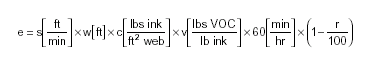 e = s[ft/min]×w[ft]×c[lbs ink/ft² web]×v[lbs VOC/lb ink]×60[min/hr]×(1−r/100)